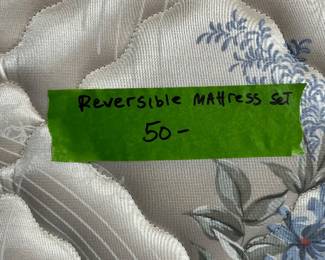 Reversible MAttress set
50-